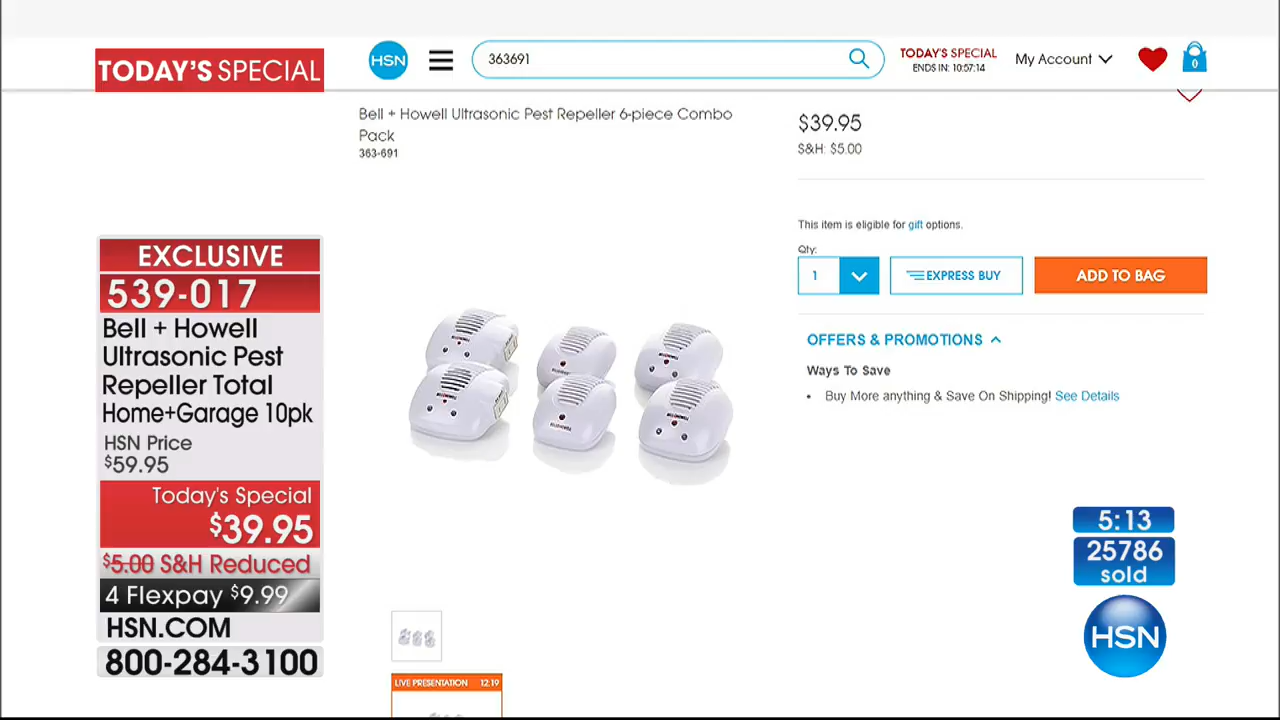 TODAY'S SPECIAL
HSN
363691
TODAY'S SPECIAL
ENDS IN: 10:57:14
My Account
0
Bell + Howell Ultrasonic Pest Repeller 6-piece Combo
Pack
363-691
$39.95
S&H: $5.00
This item is eligible for gift options.
Qty:
1
EXPRESS BUY
ADD TO BAG
OFFERS & PROMOTIONS
Ways To Save
• Buy More anything & Save On Shipping! See Details
EXCLUSIVE
539-017
Bell + Howell
Ultrasonic Pest
Repeller Total
Home+Garage 10pk
HSN Price
$59.95
Today's Special
$39.95
$5.00 S&H Reduced
4 Flexpay $9.99
HSN.COM
800-284-3100
5:13
25786
sold
HSN
LIVE PRESENTATION 12.19